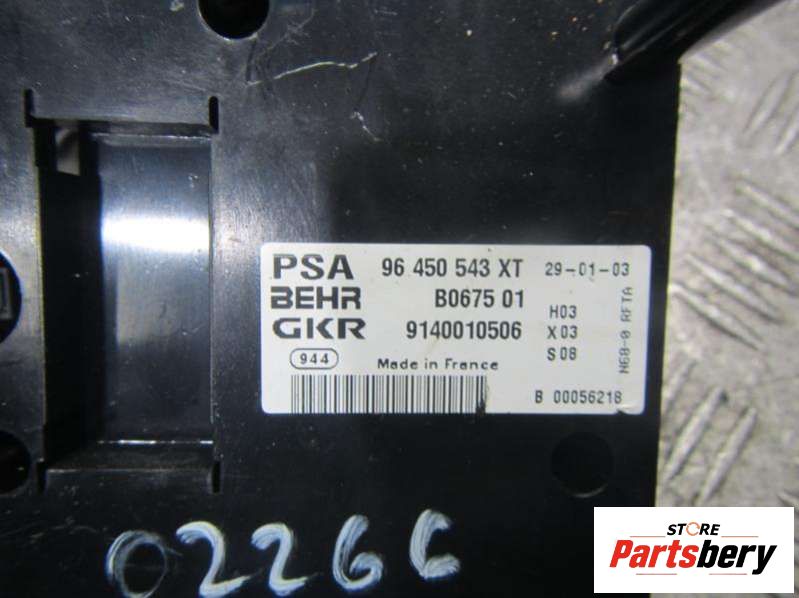 PSA 96 450 543 XT 29-01-03
BEHR B0675 01 H03
GKR 9140010506 X03
944 Made in France S08
B 00056218
N68-0 RFTA
02266
STORE
Partsbery